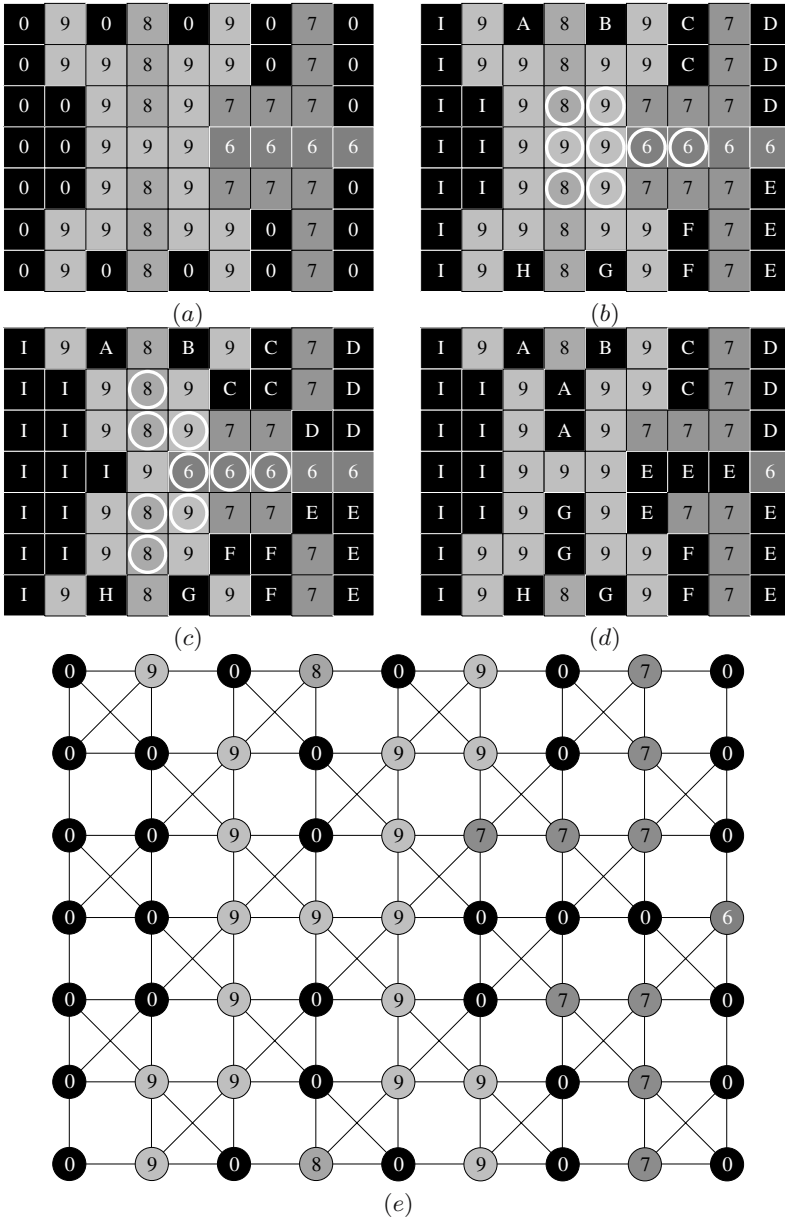 0 9 0 8 0 9 0 7 0 I 9 A 8 B 9 C 7 D
0 9 9 8 9 9 0 7 0 I 9 9 8 9 9 C 7 D
0 0 9 8 9 7 7 7 0 I I 9 8 9 7 7 7 D
0 0 9 9 9 6 6 6 6 I I 9 9 9 6 6 6 6
0 0 9 8 9 7 7 7 0 I I 9 8 9 7 7 7 E
0 9 9 8 9 9 0 7 0 I 9 9 8 9 9 F 7 E
0 9 0 8 0 9 0 7 0 I 9 H 8 G 9 F 7 E
(a) (b)
I 9 A 8 B 9 C 7 D I 9 A 8 B 9 C 7 D
I I 9 8 9 C C 7 D I I 9 A 9 9 C 7 D
I I 9 8 9 7 7 D D I I 9 A 9 7 7 7 D
I I I 9 6 6 6 6 6 I I 9 9 9 E E E 6
I I 9 8 9 7 7 E E I I 9 G 9 E 7 7 E
I I 9 8 9 F F 7 E I 9 9 G 9 9 F 7 E
I 9 H 8 G 9 F 7 E I 9 H 8 G 9 F 7 E
(c) (d)
0 9 0 8 0 9 0 7 0
0 0 9 0 9 9 0 7 0
0 0 9 0 9 7 7 7 0
0 0 9 9 9 0 0 0 6
0 0 9 0 9 0 7 7 0
0 9 9 0 9 9 0 7 0
0 9 0 8 0 9 0 7 0
(e)